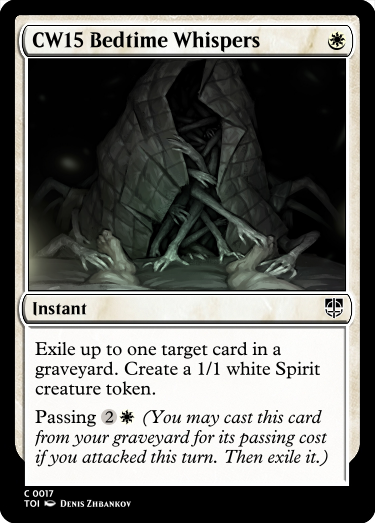 CW15 Bedtime Whispers
Instant
Exile up to one target card in a
graveyard. Create a 1/1 white Spirit
creature token.
Passing 2 (You may cast this card
from your graveyard for its passing cost
if you attacked this turn. Then exile it.)
C 0017
TOI Denis Zhbankov